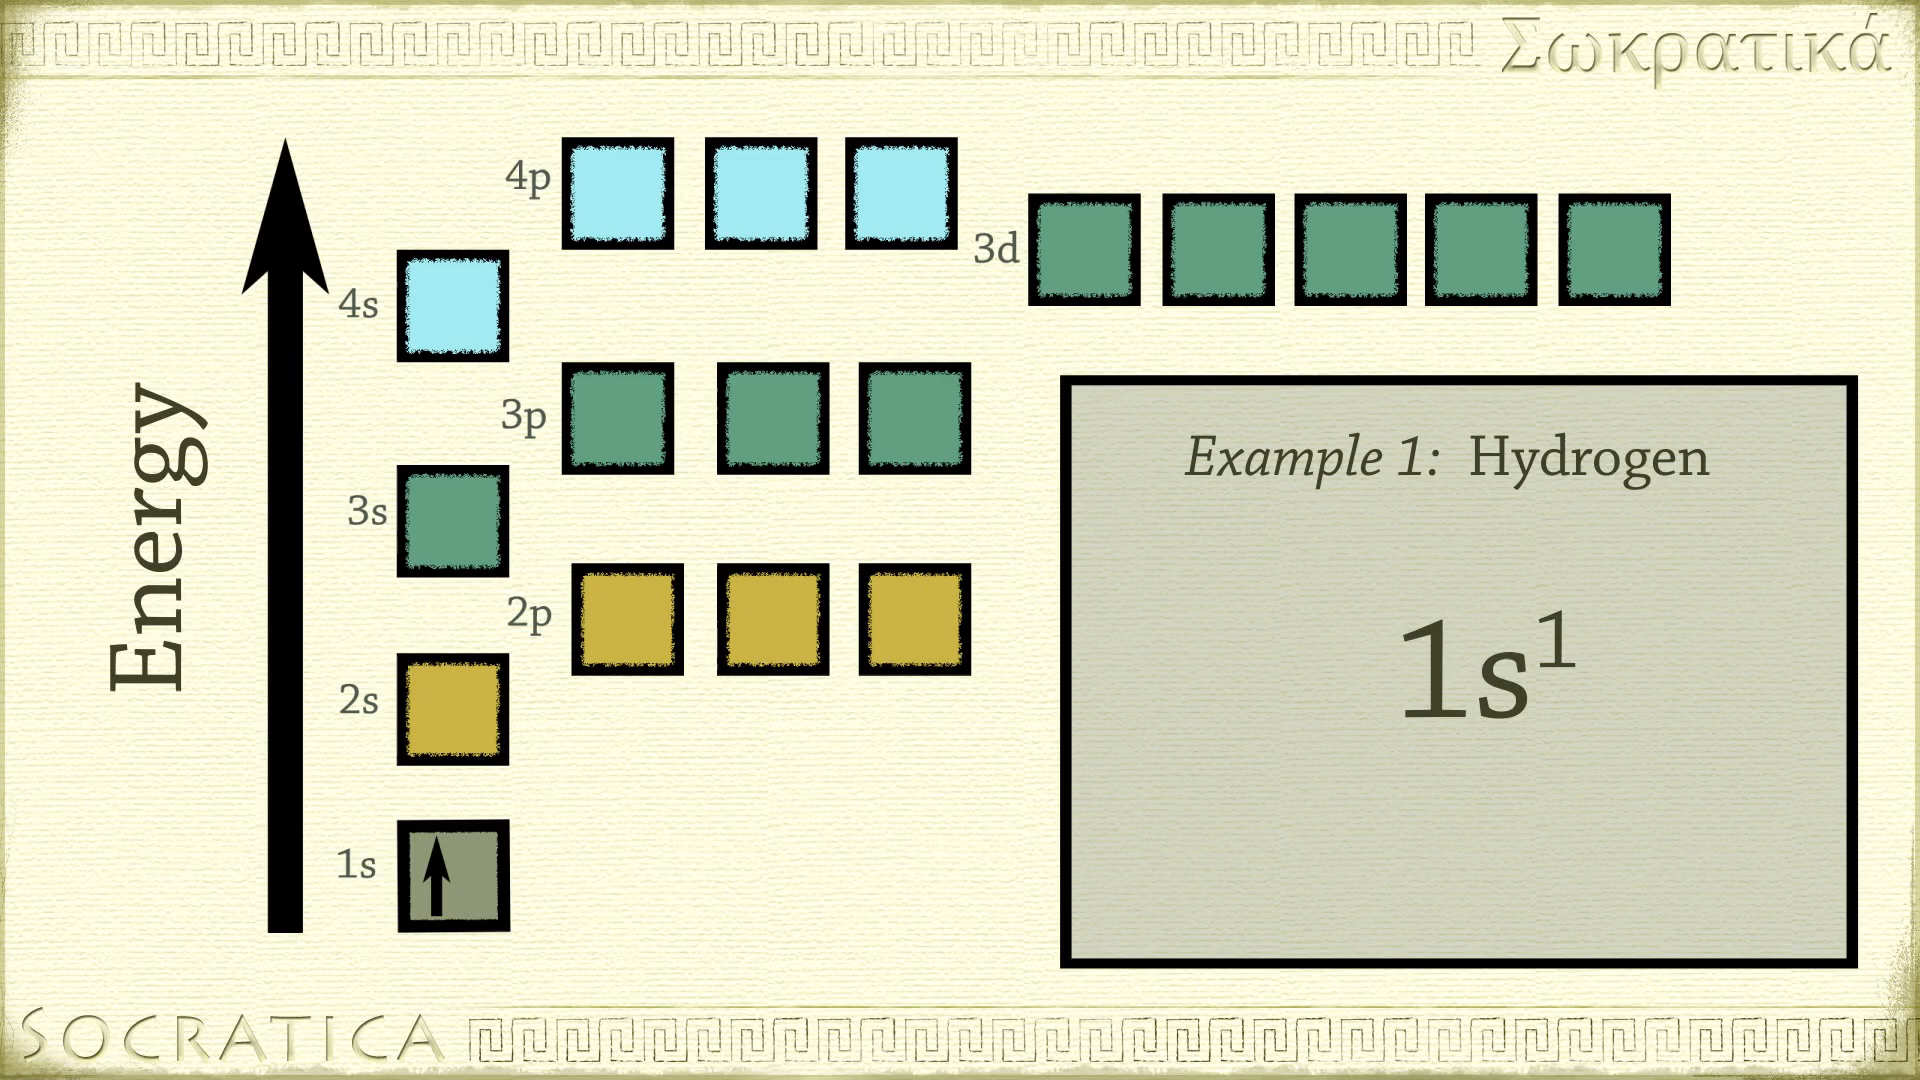 Σωκρατικά
4p
3d
4s
3p
Energy
3s
2p
2s
1s
Example 1: Hydrogen
1s¹
SOCRATICA